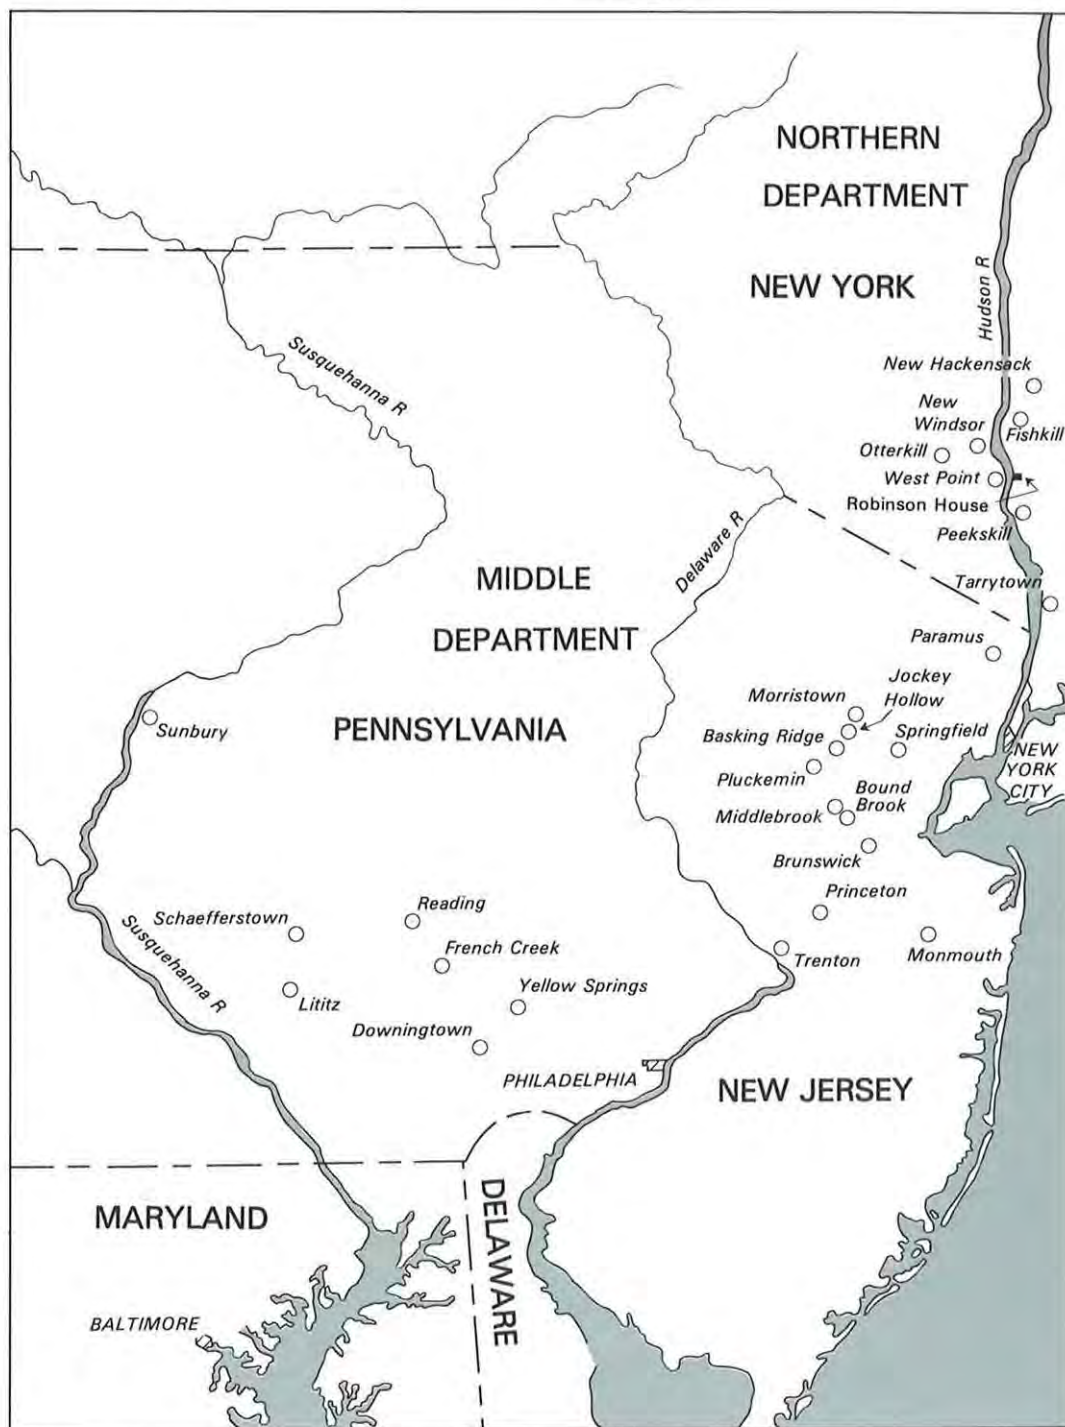 NORTHERN
DEPARTMENT
NEW YORK
Hudson R
Susquehanna R
New Hackensack
New
Windsor
Fishkill
Otterkill
West Point
Robinson House
Peekskill
Delaware R
MIDDLE
DEPARTMENT
Tarrytown
Paramus
Jockey
Hollow
Morristown
PENNSYLVANIA
Sunbury
Basking Ridge
Springfield
NEW
YORK
CITY
Pluckemin
Bound
Brook
Middlebrook
Brunswick
Princeton
Reading
Schaefferstown
Susquehanna R
French Creek
Trenton
Monmouth
Yellow Springs
Lititz
Downingtown
PHILADELPHIA
NEW JERSEY
MARYLAND
DELAWARE
BALTIMORE